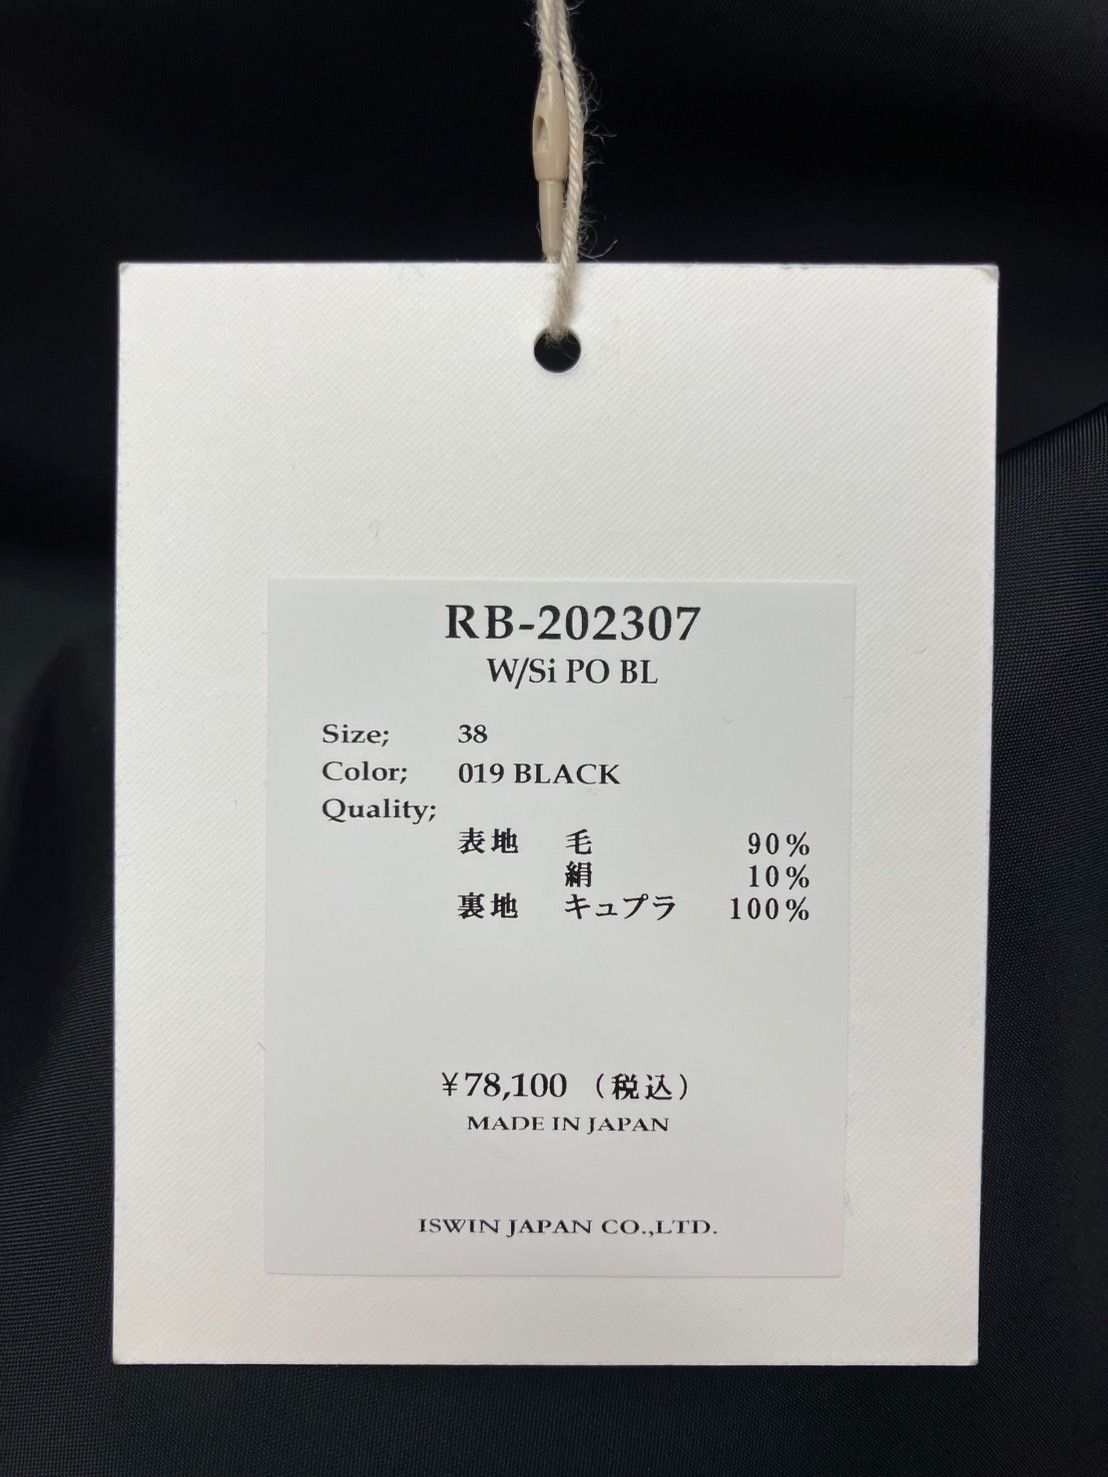 RB-202307
W/Si PO BL
Size; 38
Color; 019 BLACK
Quality;
表地 毛 90%
絹 10%
裏地 キュプラ 100%
¥78,100 (税込)
MADE IN JAPAN
ISWIN JAPAN CO.,LTD.